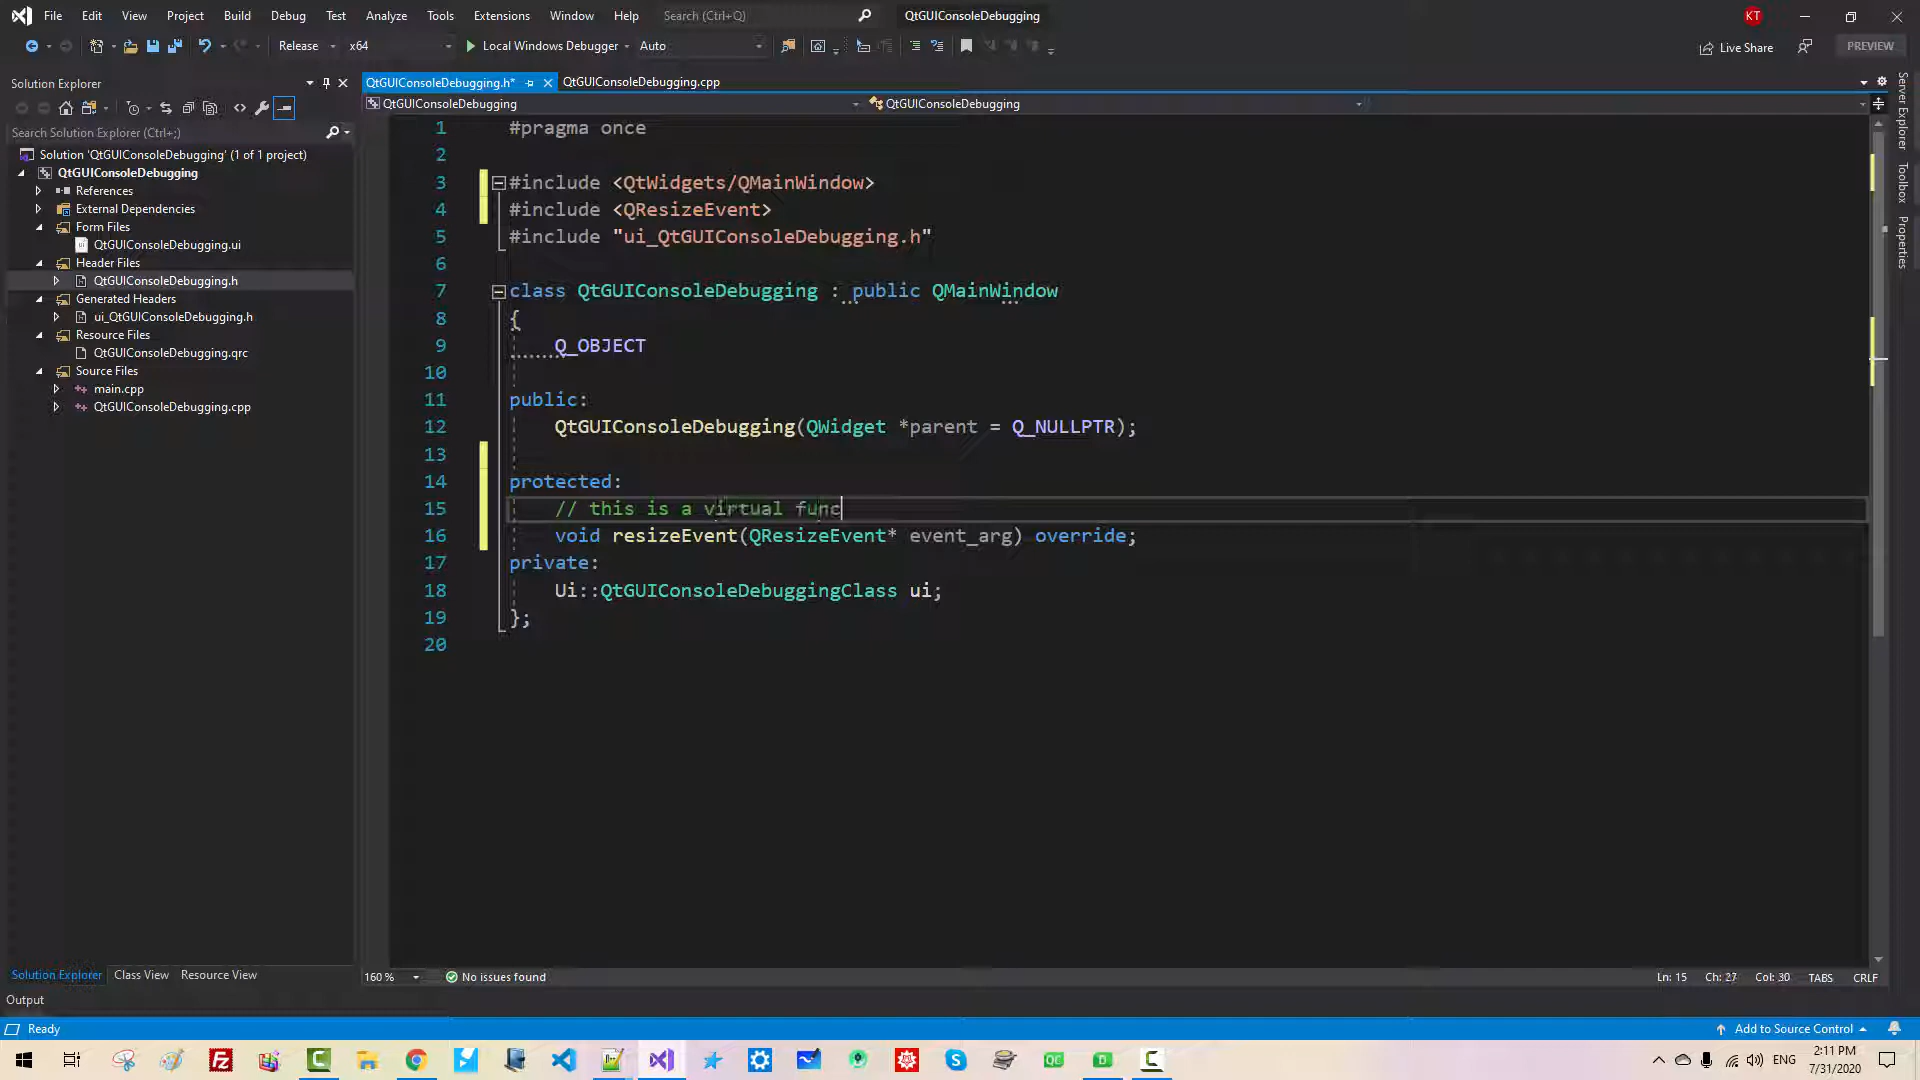 File Edit View Project Build Debug Test Analyze Tools Extensions Window Help Search (Ctrl+Q) QtGUIConsoleDebugging KT
Release x64 Local Windows Debugger Auto Live Share PREVIEW
Solution Explorer
Search Solution Explorer (Ctrl+;)
Solution 'QtGUIConsoleDebugging' (1 of 1 project)
QtGUIConsoleDebugging
References
External Dependencies
Form Files
QtGUIConsoleDebugging.ui
Header Files
QtGUIConsoleDebugging.h
Generated Headers
ui_QtGUIConsoleDebugging.h
Resource Files
QtGUIConsoleDebugging.qrc
Source Files
main.cpp
QtGUIConsoleDebugging.cpp
Solution Explorer Class View Resource View
QtGUIConsoleDebugging.h* QtGUIConsoleDebugging.cpp
QtGUIConsoleDebugging QtGUIConsoleDebugging
1 #pragma once
2
3 #include <QtWidgets/QMainWindow>
4 #include <QResizeEvent>
5 #include "ui_QtGUIConsoleDebugging.h"
6
7 class QtGUIConsoleDebugging : public QMainWindow
8 {
9 Q_OBJECT
10
11 public:
12 QtGUIConsoleDebugging(QWidget *parent = Q_NULLPTR);
13
14 protected:
15 // this is a virtual func
16 void resizeEvent(QResizeEvent* event_arg) override;
17 private:
18 Ui::QtGUIConsoleDebuggingClass ui;
19 };
20
160 % No issues found Ln: 15 Ch: 27 Col: 30 TABS CRLF
Server Explorer
Toolbox
Properties
Output
Ready Add to Source Control
ENG 2:11 PM
7/31/2020